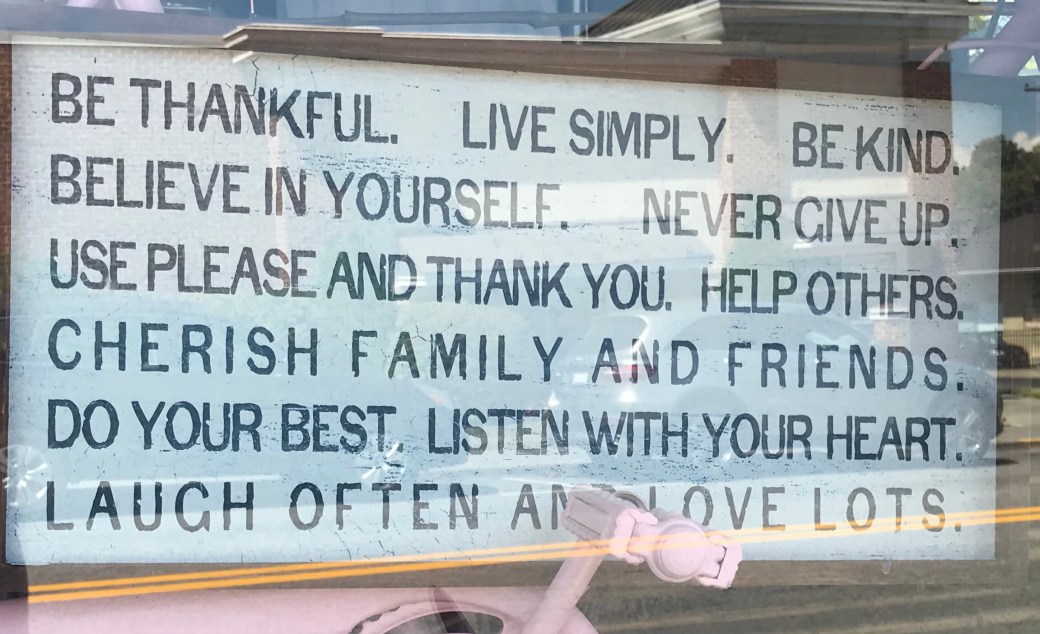 BE THANKFUL. LIVE SIMPLY. BE KIND.
BELIEVE IN YOURSELF. NEVER GIVE UP.
USE PLEASE AND THANK YOU. HELP OTHERS.
CHERISH FAMILY AND FRIENDS.
DO YOUR BEST. LISTEN WITH YOUR HEART.
LAUGH OFTEN AND LOVE LOTS.